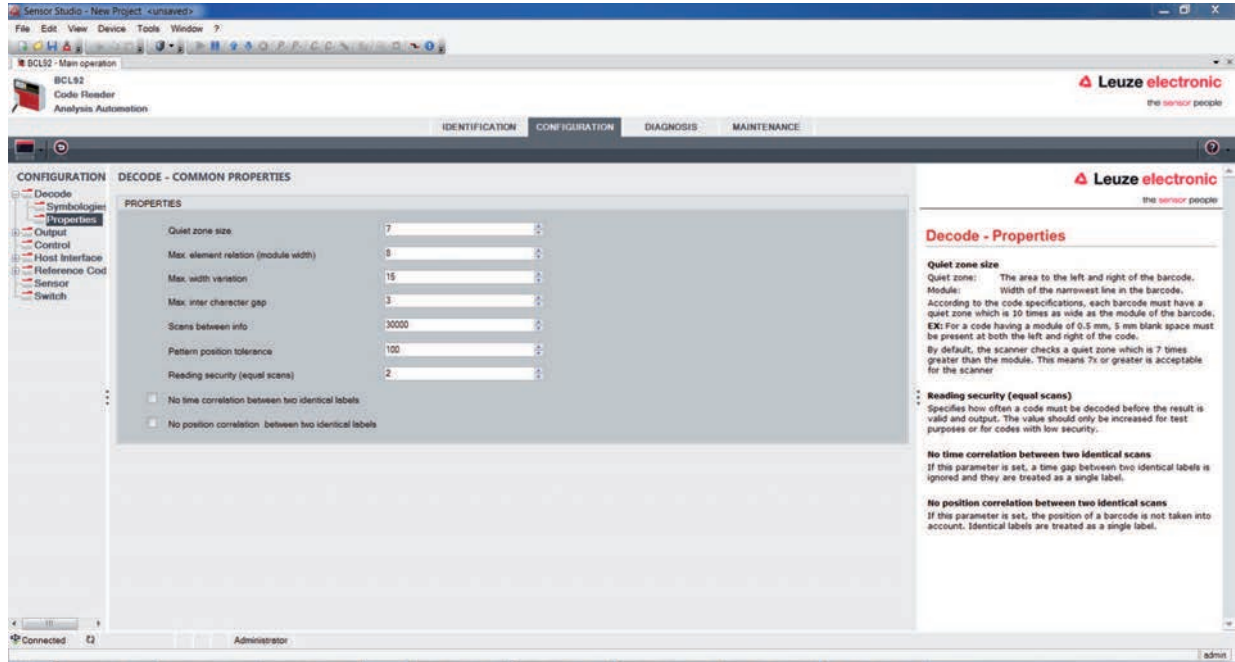 Sensor Studio - New Project <unsaved>
File Edit View Device Tools Window ?
BCL92 - Main operation
BCL92
Code Reader
Analysis Automation
Leuze electronic
the sensor people
IDENTIFICATION CONFIGURATION DIAGNOSIS MAINTENANCE
CONFIGURATION
Decode
Symbologies
Properties
Output
Control
Host Interface
Reference Cod
Sensor
Switch
DECODE - COMMON PROPERTIES
PROPERTIES
Quiet zone size 7
Max. element relation (module width) 8
Max. width variation 15
Max. inter character gap 3
Scans between info 30000
Pattern position tolerance 100
Reading security (equal scans) 2
No time correlation between two identical labels
No position correlation between two identical labels
Leuze electronic
the sensor people
Decode - Properties
Quiet zone size
Quiet zone: The area to the left and right of the barcode.
Module: Width of the narrowest line in the barcode.
According to the code specifications, each barcode must have a
quiet zone which is 10 times as wide as the module of the barcode.
EX: For a code having a module of 0.5 mm, 5 mm blank space must
be present at both the left and right of the code.
By default, the scanner checks a quiet zone which is 7 times
greater than the module. This means 7x or greater is acceptable
for the scanner
Reading security (equal scans)
Specifies how often a code must be decoded before the result is
valid and output. The value should only be increased for test
purposes or for codes with low security.
No time correlation between two identical scans
If this parameter is set, a time gap between two identical labels is
ignored and they are treated as a single label.
No position correlation between two identical scans
If this parameter is set, the position of a barcode is not taken into
account. Identical labels are treated as a single label.
Connected Administrator
admin